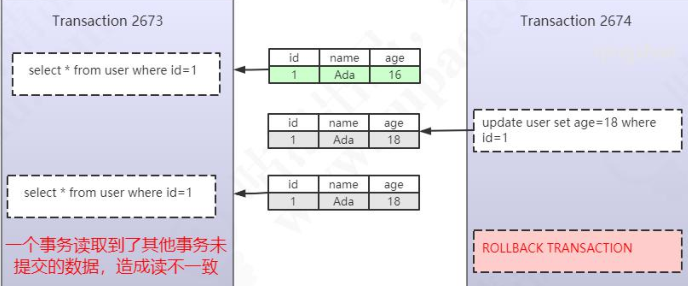 Transaction 2673
Transaction 2674
select * from user where id=1
id name age
1 Ada 16
update user set age=18 where
id=1
id name age
1 Ada 18
select * from user where id=1
id name age
1 Ada 18
一个事务读取到了其他事务未
提交的数据，造成读不一致
ROLLBACK TRANSACTION